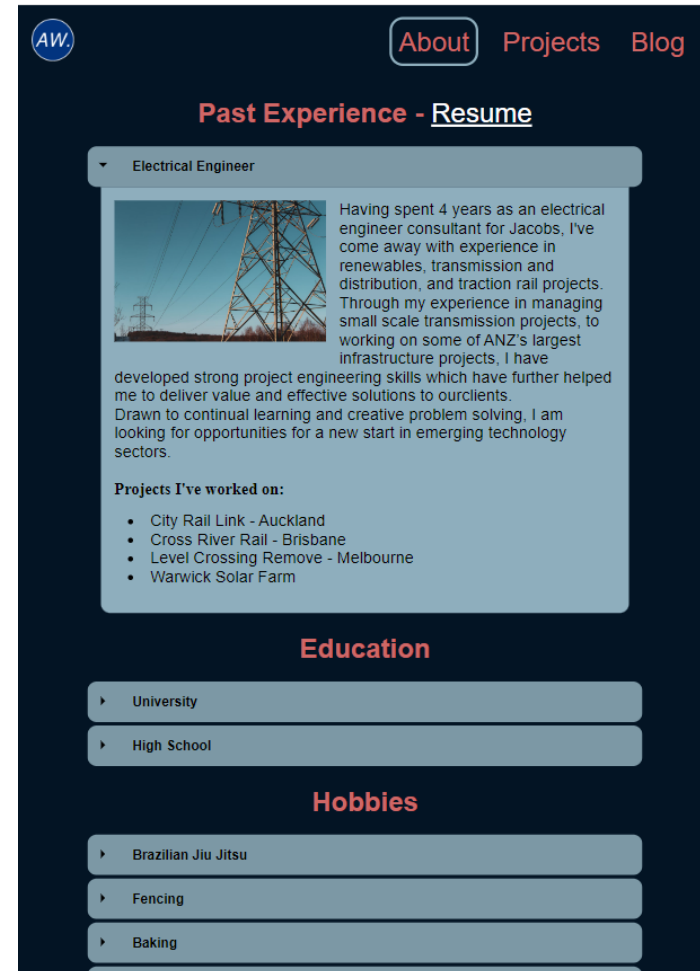 AW.
About Projects Blog
Past Experience - Resume
Electrical Engineer
Having spent 4 years as an electrical
engineer consultant for Jacobs, I've
come away with experience in
renewables, transmission and
distribution, and traction rail projects.
Through my experience in managing
small scale transmission projects, to
working on some of ANZ's largest
infrastructure projects, I have
developed strong project engineering skills which have further helped
me to deliver value and effective solutions to ourclients.
Drawn to continual learning and creative problem solving, I am
looking for opportunities for a new start in emerging technology
sectors.
Projects I've worked on:
• City Rail Link - Auckland
• Cross River Rail - Brisbane
• Level Crossing Remove - Melbourne
• Warwick Solar Farm
Education
University
High School
Hobbies
Brazilian Jiu Jitsu
Fencing
Baking